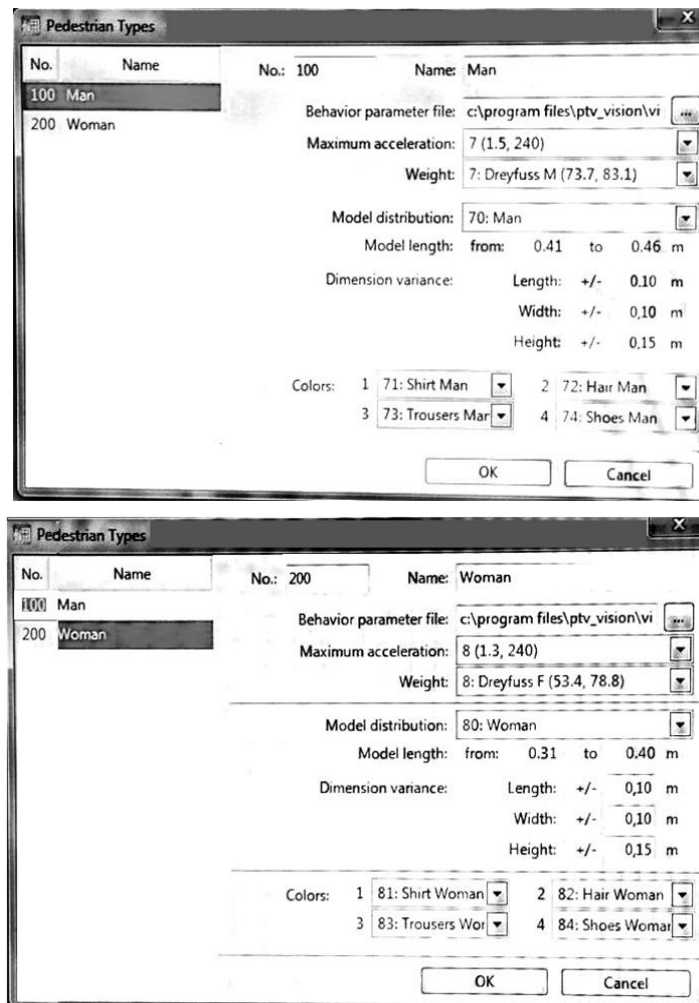 Pedestrian Types
No. Name
100 Man
200 Woman
No.: 100 Name: Man
Behavior parameter file: c:\program files\ptv_vision\vi ...
Maximum acceleration: 7 (1.5, 240)
Weight: 7: Dreyfuss M (73.7, 83.1)
Model distribution: 70: Man
Model length: from: 0.41 to 0.46 m
Dimension variance: Length: +/- 0.10 m
Width: +/- 0,10 m
Height: +/- 0,15 m
Colors: 1 71: Shirt Man 2 72: Hair Man
3 73: Trousers Mar 4 74: Shoes Man
OK Cancel
Pedestrian Types
No. Name
100 Man
200 Woman
No.: 200 Name: Woman
Behavior parameter file: c:\program files\ptv_vision\vi ...
Maximum acceleration: 8 (1.3, 240)
Weight: 8: Dreyfuss F (53.4, 78.8)
Model distribution: 80: Woman
Model length: from: 0.31 to 0.40 m
Dimension variance: Length: +/- 0,10 m
Width: +/- 0,10 m
Height: +/- 0,15 m
Colors: 1 81: Shirt Woman 2 82: Hair Woman
3 83: Trousers Wor 4 84: Shoes Womar
OK Cancel